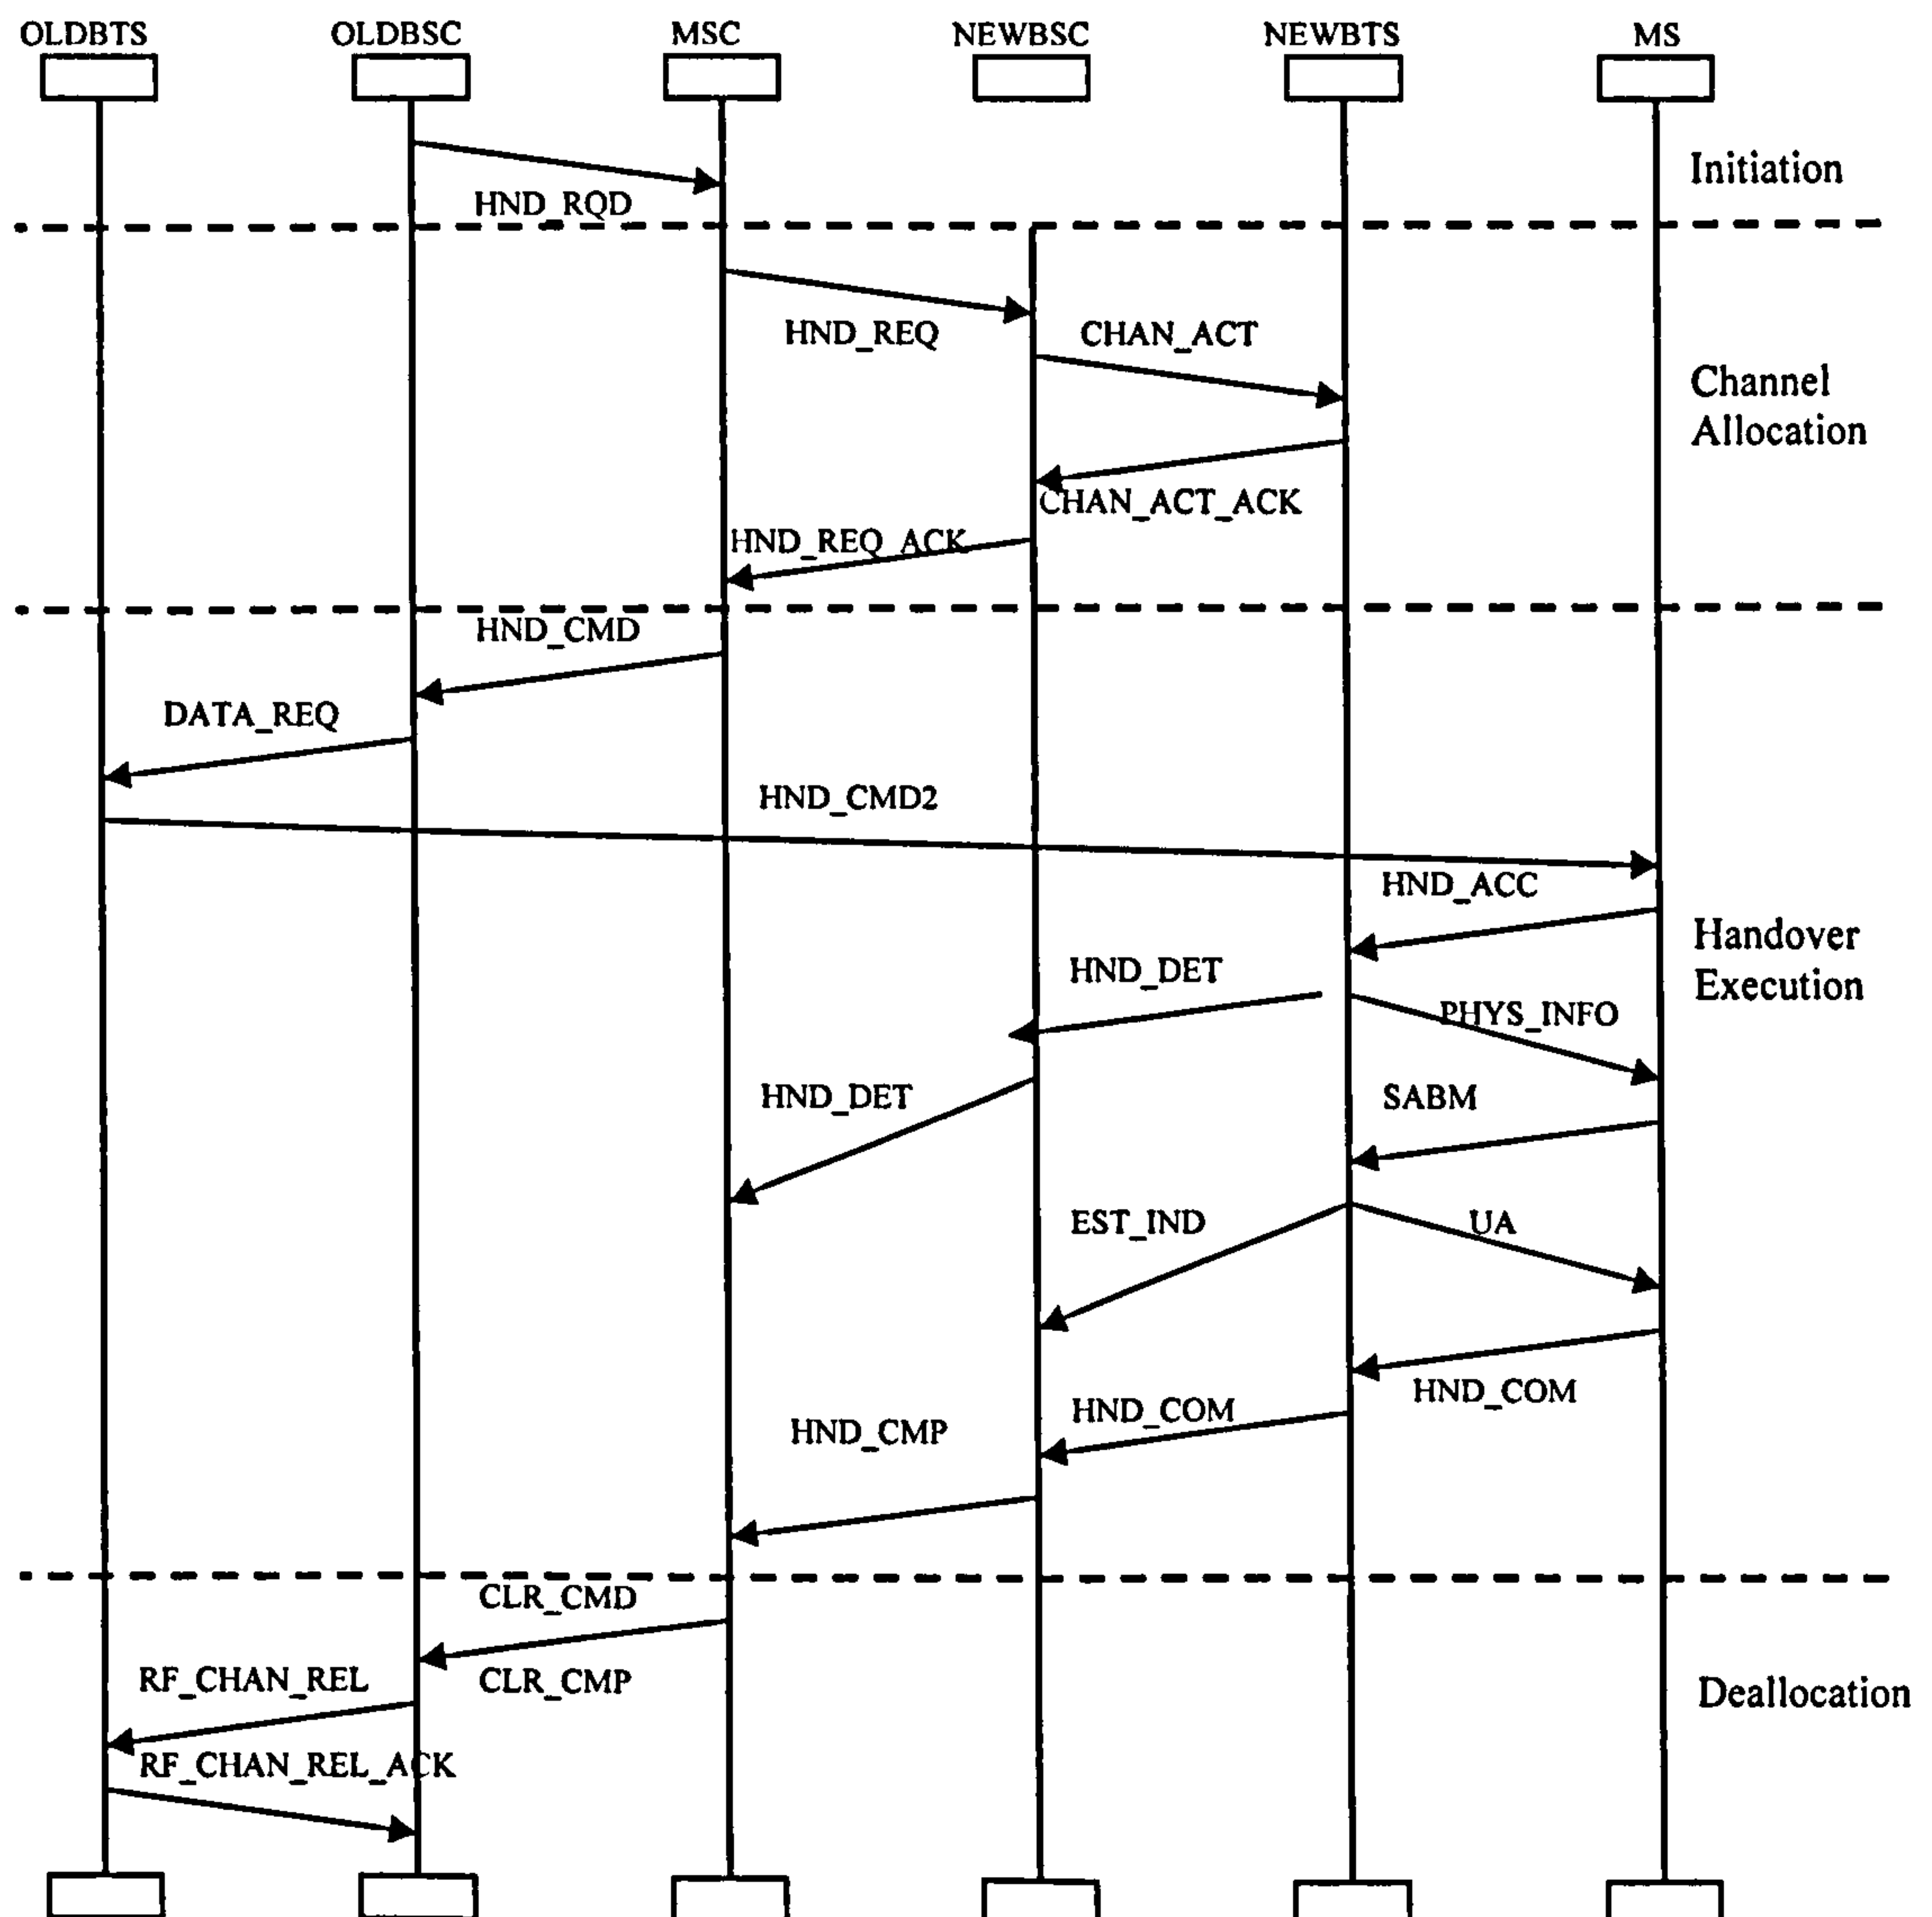 OLDBTS
OLDBSC
MSC
NEWBSC
NEWBTS
MS
Initiation
HND_RQD
HND_REQ
CHAN_ACT
Channel
Allocation
CHAN_ACT_ACK
HND_REQ_ACK
HND_CMD
DATA_REQ
HND_CMD2
HND_ACC
Handover
Execution
HND_DET
PHYS_INFO
HND_DET
SABM
EST_IND
UA
HND_COM
HND_COM
HND_CMP
CLR_CMD
RF_CHAN_REL
CLR_CMP
Deallocation
RF_CHAN_REL_ACK